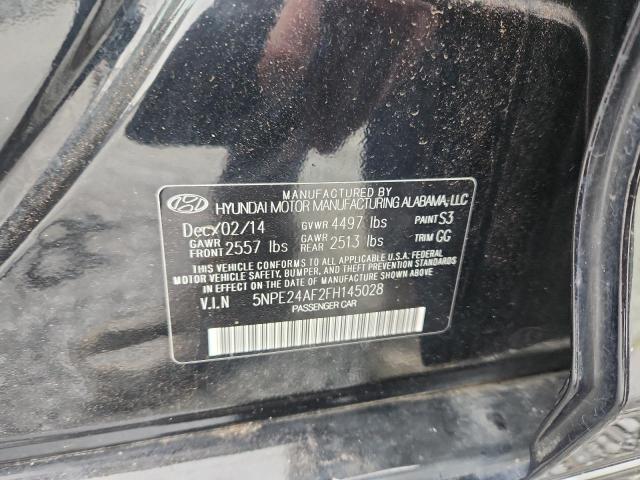 MANUFACTURED BY
HYUNDAI MOTOR MANUFACTURING ALABAMA, LLC
Dec/02/14 GVWR 4497 lbs PAINT S3
GAWR FRONT 2557 lbs GAWR REAR 2513 lbs TRIM GG
THIS VEHICLE CONFORMS TO ALL APPLICABLE U.S.A. FEDERAL
MOTOR VEHICLE SAFETY, BUMPER, AND THEFT PREVENTION STANDARDS
IN EFFECT ON THE DATE OF MANUFACTURE SHOWN ABOVE.
V.I.N 5NPE24AF2FH145028
PASSENGER CAR